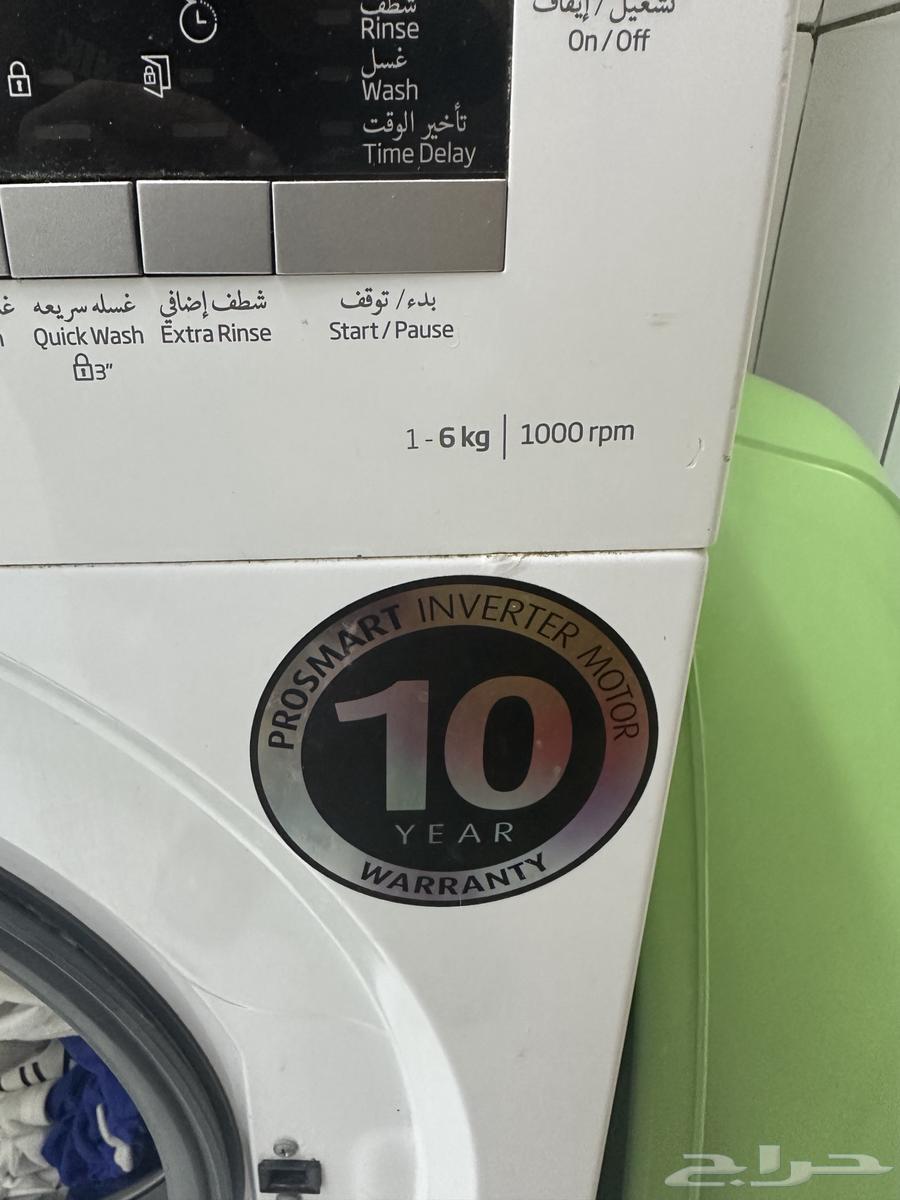 شطف
Rinse
غسل
Wash
تأخير الوقت
Time Delay
تشغيل / إيقاف
On / Off
غسله سريعه
Quick Wash
3"
شطف إضافي
Extra Rinse
بدء / توقف
Start / Pause
1 - 6 kg | 1000 rpm
PROSMART INVERTER MOTOR
10
YEAR
WARRANTY
حراج